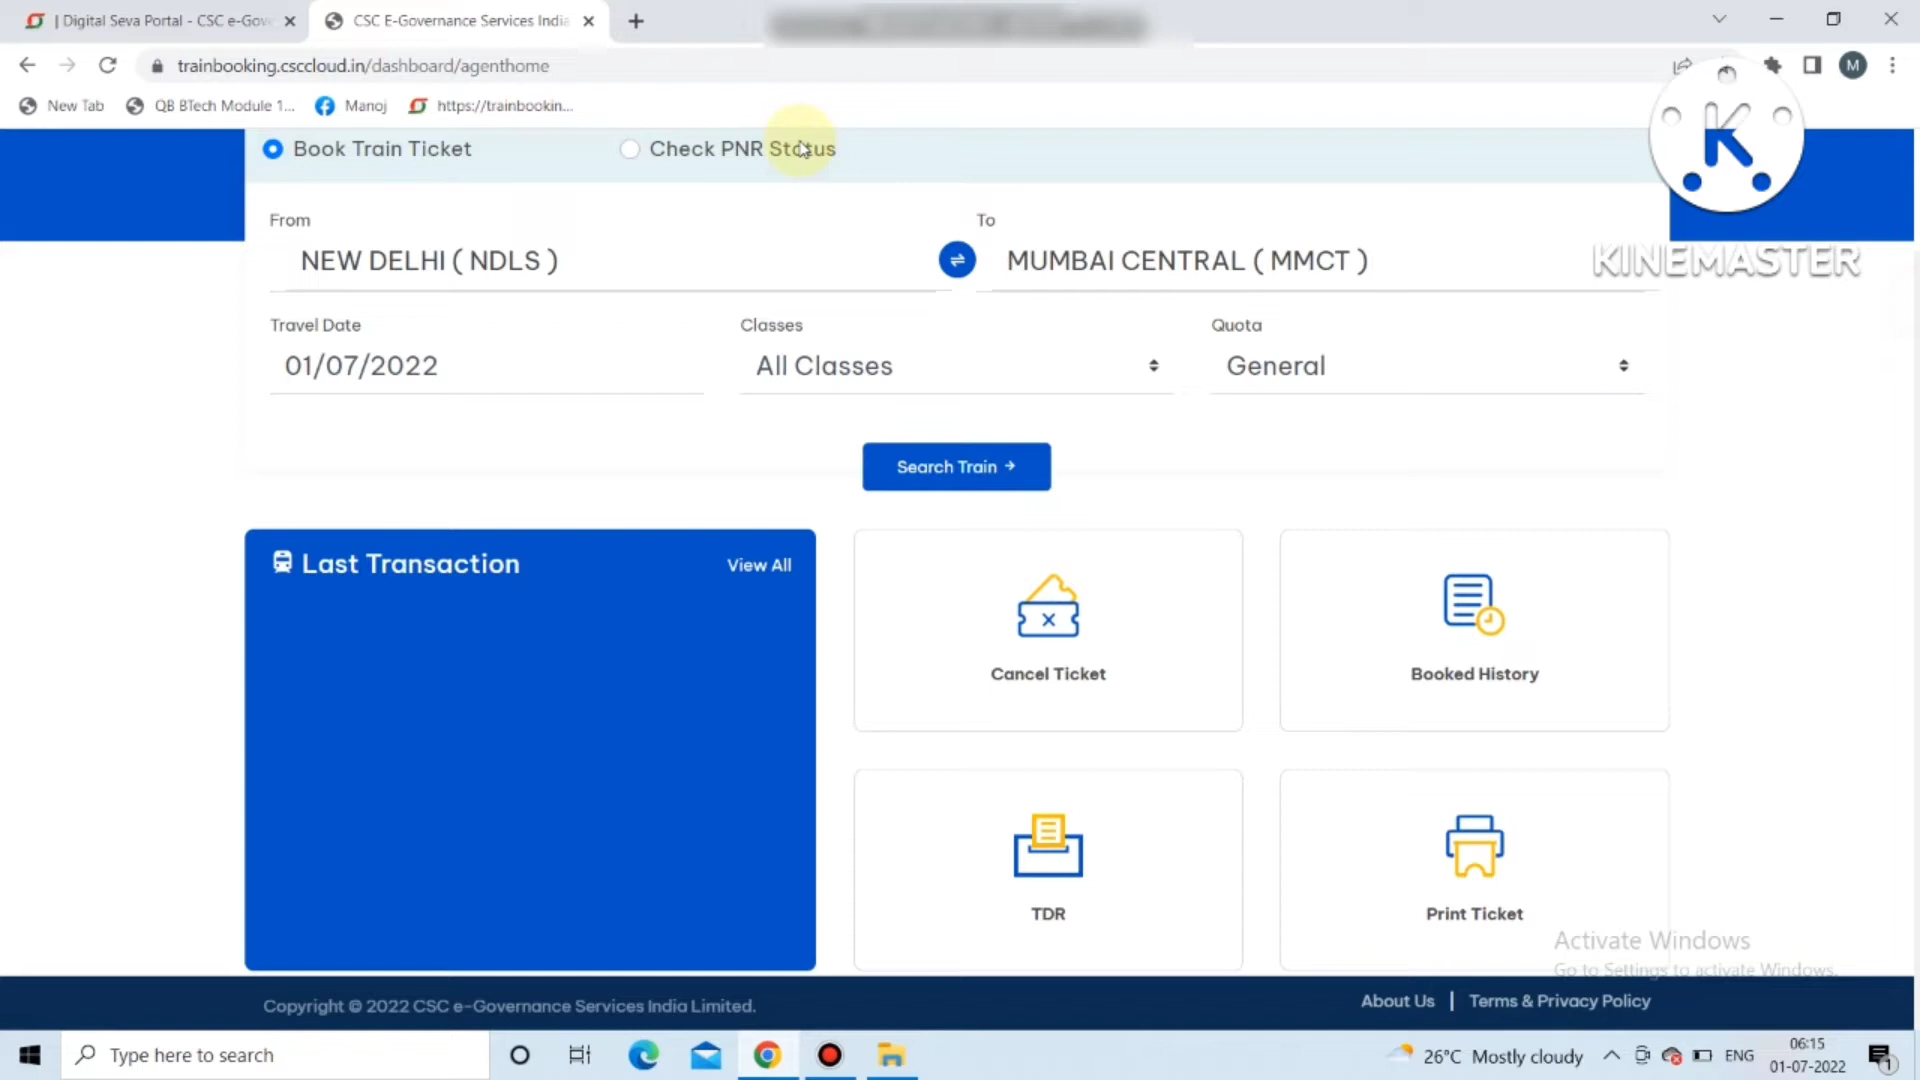 | Digital Seva Portal - CSC e-Gov
CSC E-Governance Services India
trainbooking.csccloud.in/dashboard/agenthome
M
New Tab
QB BTech Module 1...
Manoj
https://trainbookin...
Book Train Ticket
Check PNR Status
K
KINEMASTER
From
To
NEW DELHI ( NDLS )
MUMBAI CENTRAL ( MMCT )
Travel Date
Classes
Quota
01/07/2022
All Classes
General
Search Train
Last Transaction
View All
Cancel Ticket
Booked History
TDR
Print Ticket
Activate Windows
Go to Settings to activate Windows.
Copyright © 2022 CSC e-Governance Services India Limited.
About Us | Terms & Privacy Policy
Type here to search
26°C Mostly cloudy
ENG
06:15
01-07-2022
1